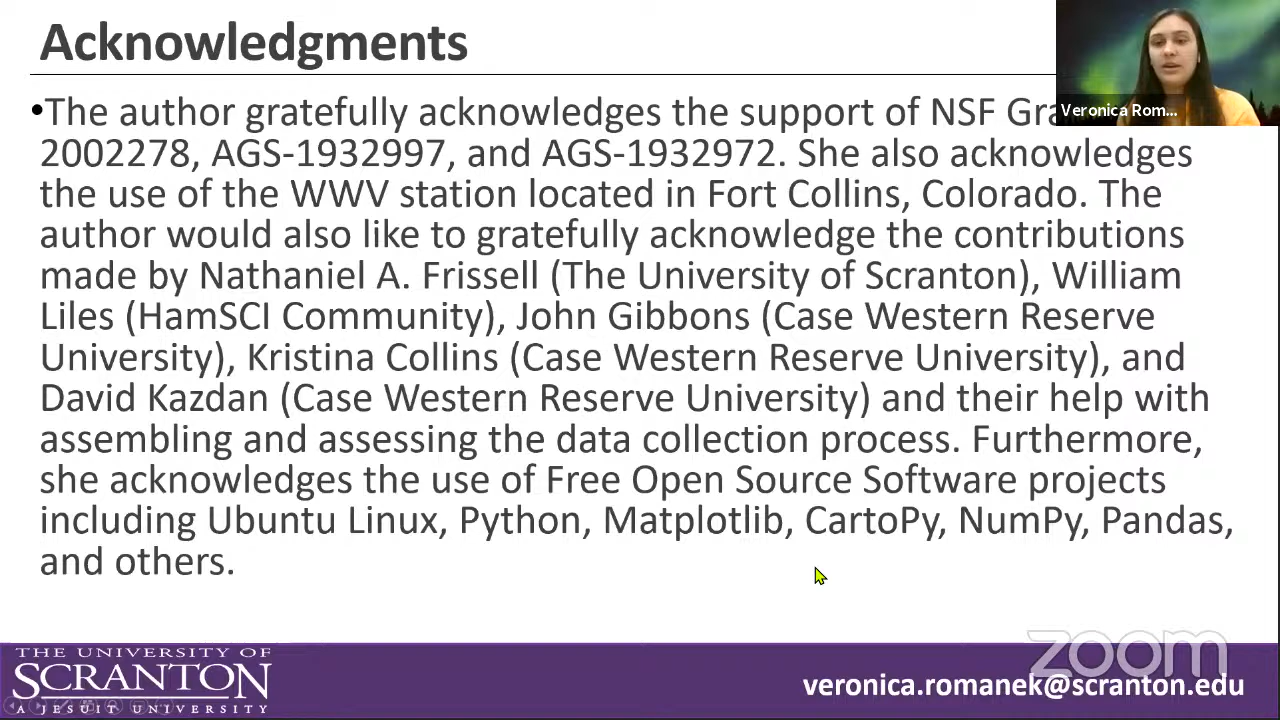 Acknowledgments
Veronica Rom...
•The author gratefully acknowledges the support of NSF Gra
2002278, AGS-1932997, and AGS-1932972. She also acknowledges
the use of the WWV station located in Fort Collins, Colorado. The
author would also like to gratefully acknowledge the contributions
made by Nathaniel A. Frissell (The University of Scranton), William
Liles (HamSCI Community), John Gibbons (Case Western Reserve
University), Kristina Collins (Case Western Reserve University), and
David Kazdan (Case Western Reserve University) and their help with
assembling and assessing the data collection process. Furthermore,
she acknowledges the use of Free Open Source Software projects
including Ubuntu Linux, Python, Matplotlib, CartoPy, NumPy, Pandas,
and others.
zoom
THE UNIVERSITY OF
SCRANTON
A JESUIT UNIVERSITY
veronica.romanek@scranton.edu